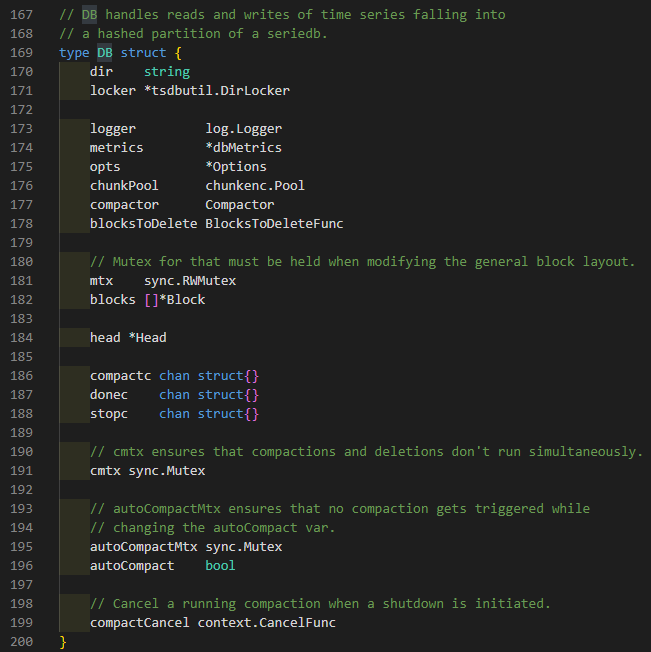 167 // DB handles reads and writes of time series falling into
168 // a hashed partition of a seriedb.
169 type DB struct {
170     dir    string
171     locker *tsdbutil.DirLocker
172
173     logger         log.Logger
174     metrics        *dbMetrics
175     opts           *Options
176     chunkPool      chunkenc.Pool
177     compactor      Compactor
178     blocksToDelete BlocksToDeleteFunc
179
180     // Mutex for that must be held when modifying the general block layout.
181     mtx    sync.RWMutex
182     blocks []*Block
183
184     head *Head
185
186     compactc chan struct{}
187     donec    chan struct{}
188     stopc    chan struct{}
189
190     // cmtx ensures that compactions and deletions don't run simultaneously.
191     cmtx sync.Mutex
192
193     // autoCompactMtx ensures that no compaction gets triggered while
194     // changing the autoCompact var.
195     autoCompactMtx sync.Mutex
196     autoCompact    bool
197
198     // Cancel a running compaction when a shutdown is initiated.
199     compactCancel context.CancelFunc
200 }